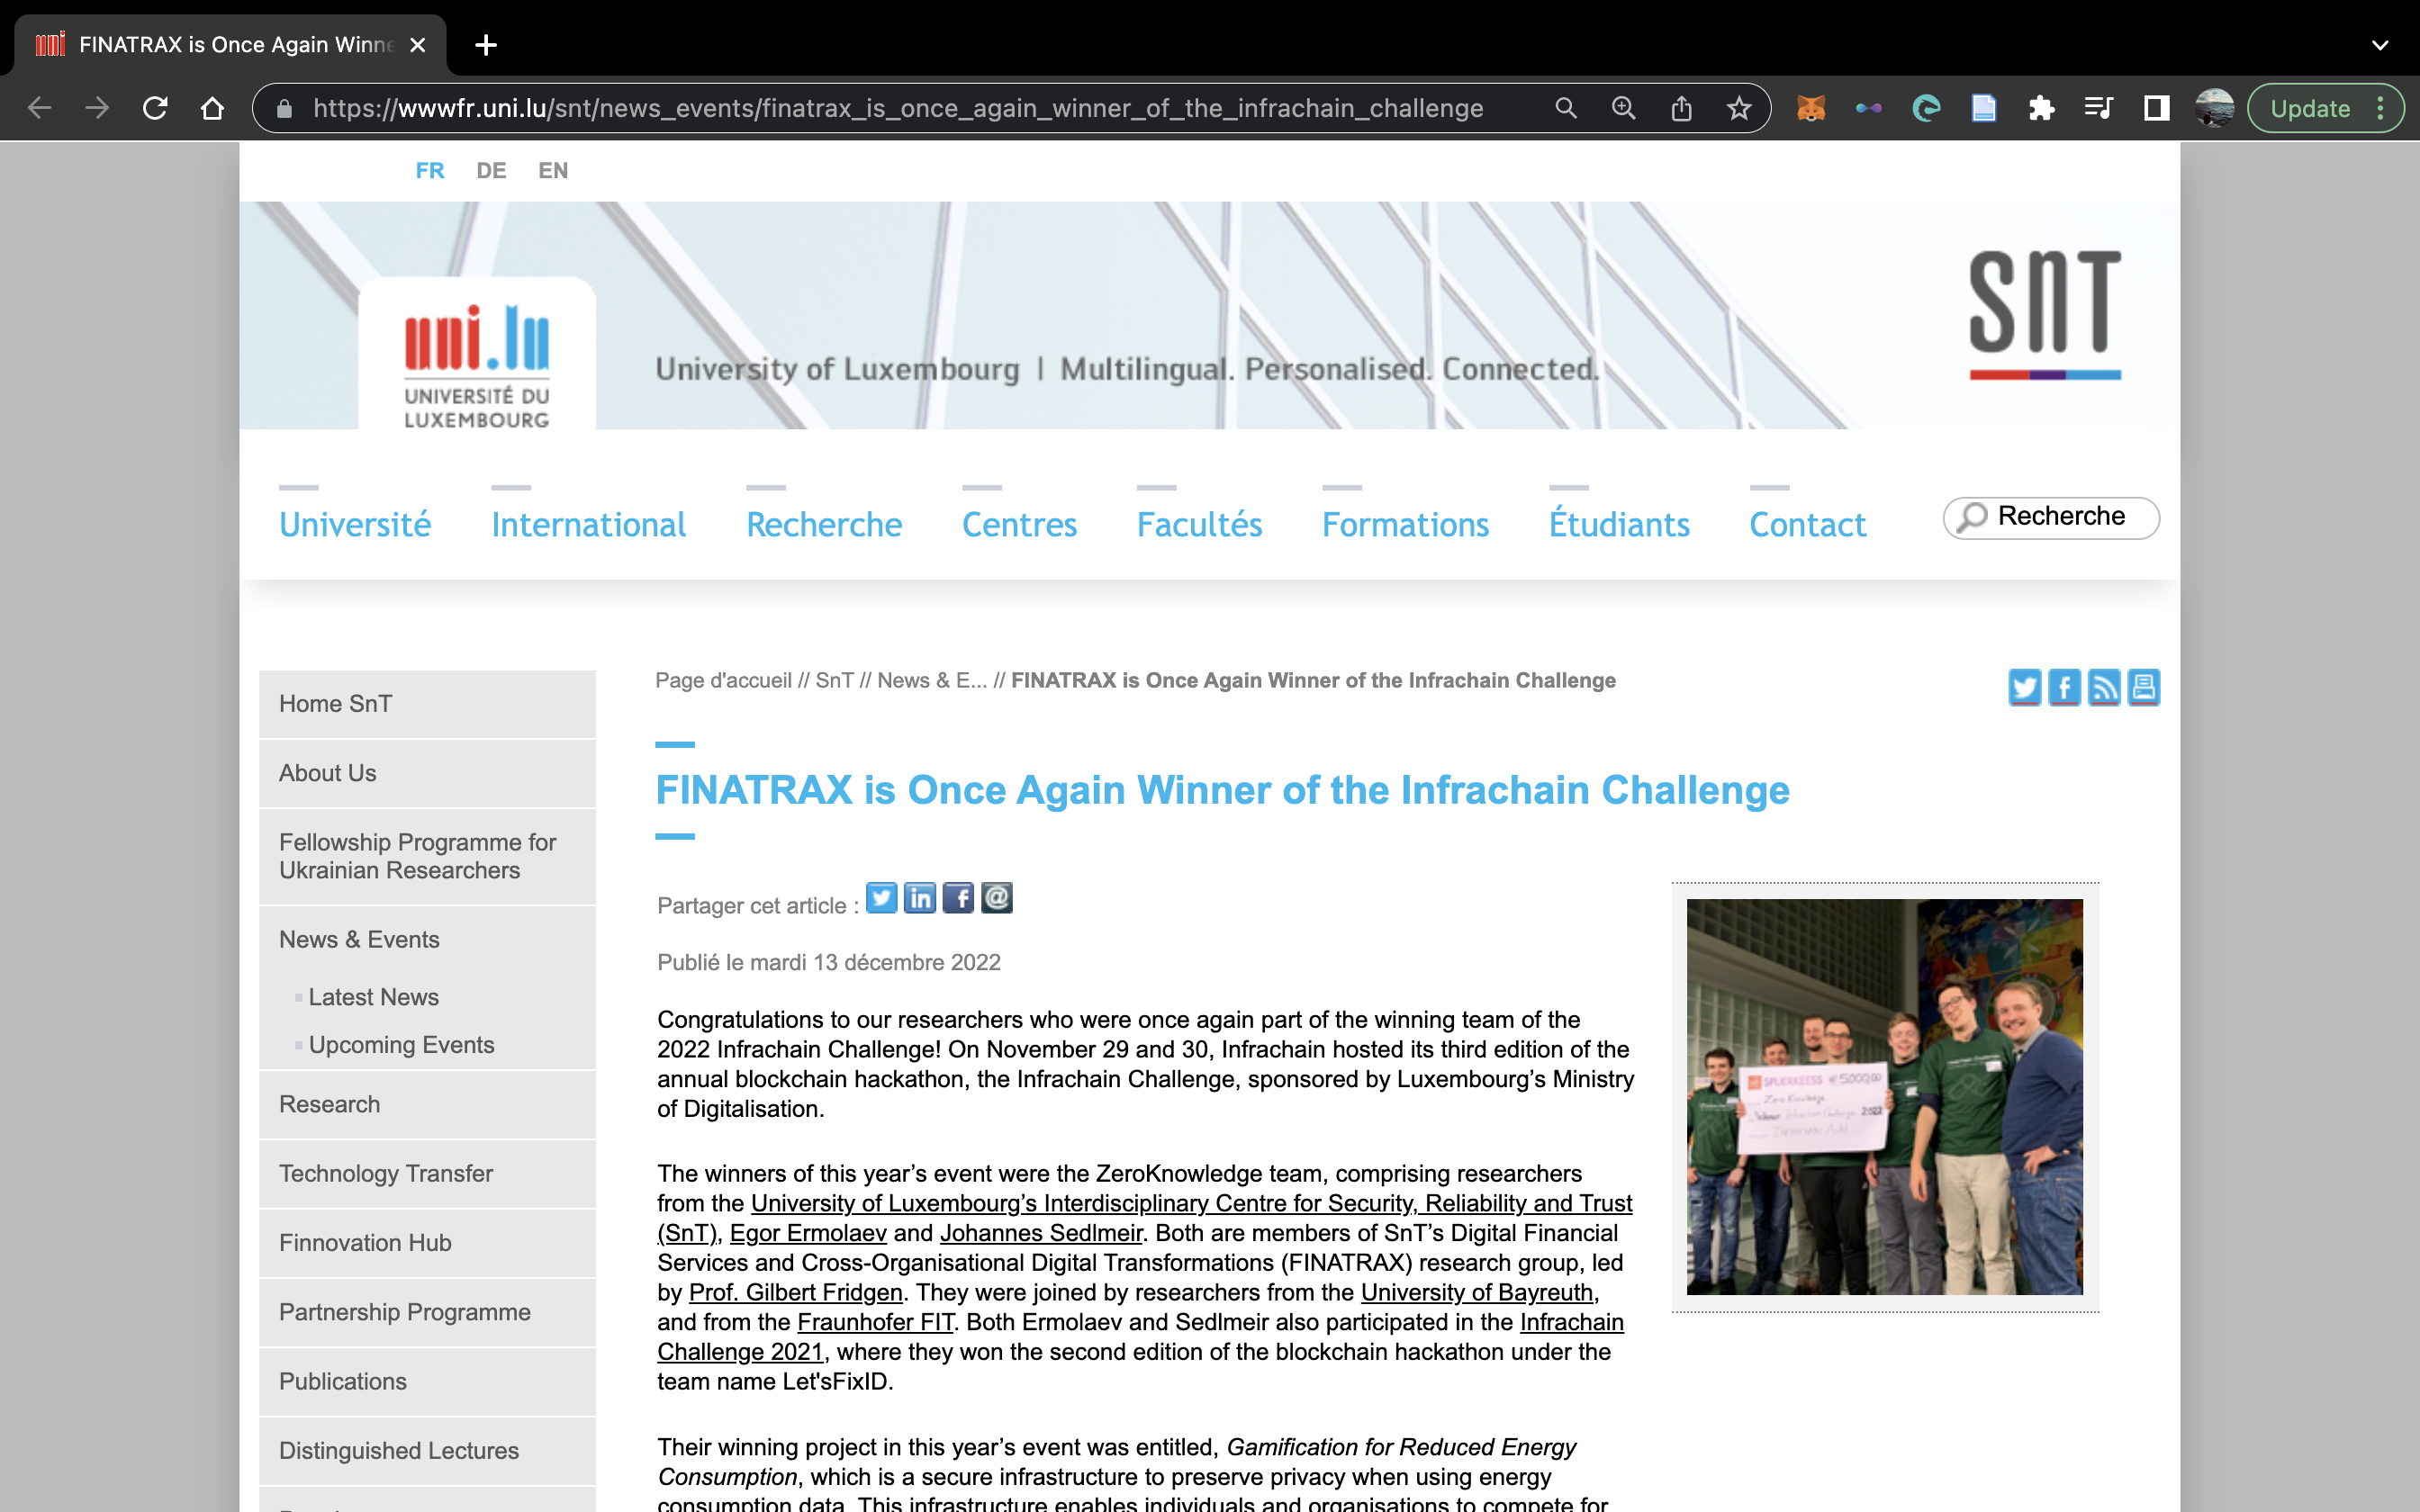 FINATRAX is Once Again Winne
https://wwwfr.uni.lu/snt/news_events/finatrax_is_once_again_winner_of_the_infrachain_challenge
Update
FR DE EN
uni.lu
UNIVERSITÉ DU
LUXEMBOURG
University of Luxembourg | Multilingual. Personalised. Connected.
SnT
Université International Recherche Centres Facultés Formations Étudiants Contact Recherche
Home SnT
About Us
Fellowship Programme for
Ukrainian Researchers
News & Events
Latest News
Upcoming Events
Research
Technology Transfer
Finnovation Hub
Partnership Programme
Publications
Distinguished Lectures
Page d'accueil // SnT // News & E... // FINATRAX is Once Again Winner of the Infrachain Challenge
FINATRAX is Once Again Winner of the Infrachain Challenge
Partager cet article :
Publié le mardi 13 décembre 2022
Congratulations to our researchers who were once again part of the winning team of the
2022 Infrachain Challenge! On November 29 and 30, Infrachain hosted its third edition of the
annual blockchain hackathon, the Infrachain Challenge, sponsored by Luxembourg’s Ministry
of Digitalisation.
The winners of this year’s event were the ZeroKnowledge team, comprising researchers
from the University of Luxembourg’s Interdisciplinary Centre for Security, Reliability and Trust
(SnT), Egor Ermolaev and Johannes Sedlmeir. Both are members of SnT’s Digital Financial
Services and Cross-Organisational Digital Transformations (FINATRAX) research group, led
by Prof. Gilbert Fridgen. They were joined by researchers from the University of Bayreuth,
and from the Fraunhofer FIT. Both Ermolaev and Sedlmeir also participated in the Infrachain
Challenge 2021, where they won the second edition of the blockchain hackathon under the
team name Let'sFixID.
Their winning project in this year’s event was entitled, Gamification for Reduced Energy
Consumption, which is a secure infrastructure to preserve privacy when using energy
consumption data. This infrastructure enables individuals and organisations to compete for
SPUERKEESS €5000,00
Zero Knowledge
Winner Infrachain Challenge 2022